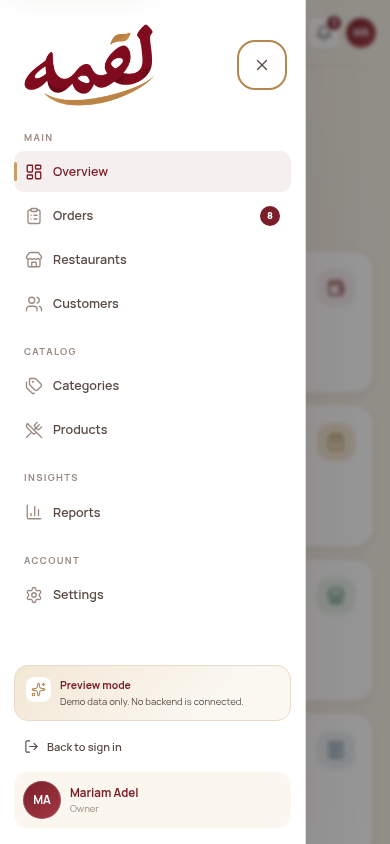 لقمه
MAIN
Overview
Orders
8
Restaurants
Customers
CATALOG
Categories
Products
INSIGHTS
Reports
ACCOUNT
Settings
Preview mode
Demo data only. No backend is connected.
Back to sign in
MA
Mariam Adel
Owner